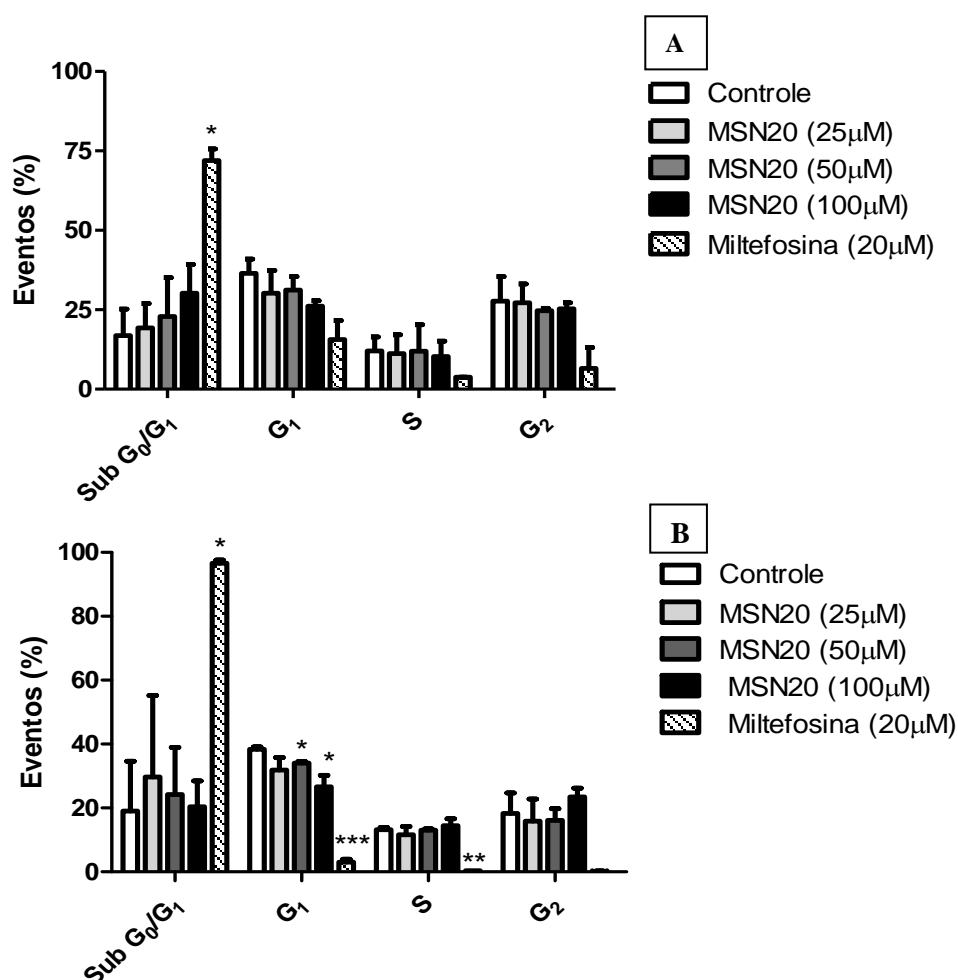 A
Controle
MSN20 (25µM)
MSN20 (50µM)
MSN20 (100µM)
Miltefosina (20µM)
Eventos (%)
100
75
50
25
0
*
Sub G₀/G₁
G₁
S
G₂
B
Controle
MSN20 (25µM)
MSN20 (50µM)
MSN20 (100µM)
Miltefosina (20µM)
Eventos (%)
100
80
60
40
20
0
*
*
*
***
**
Sub G₀/G₁
G₁
S
G₂